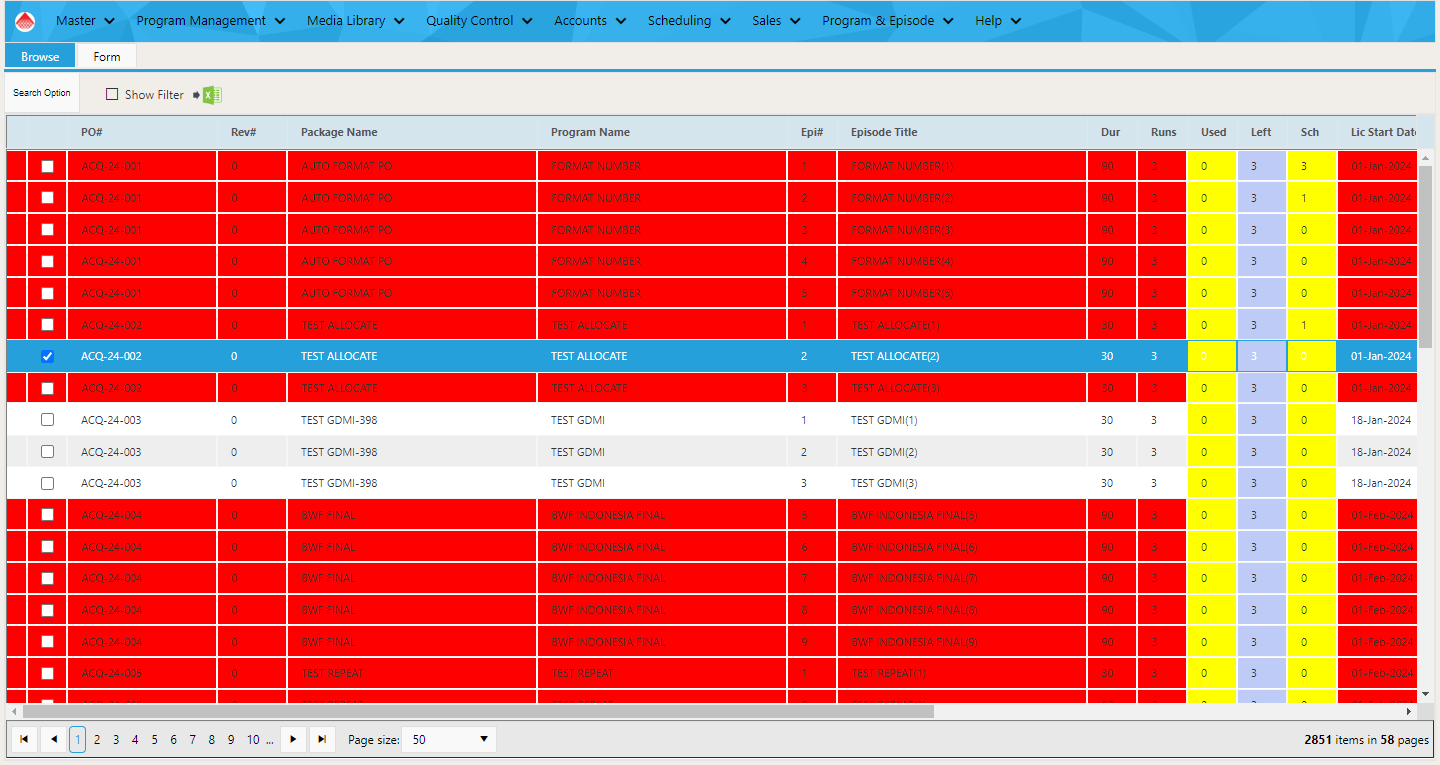 Master Program Management Media Library Quality Control Accounts Scheduling Sales Program & Episode Help
Browse Form
Search Option Show Filter
PO# Rev# Package Name Program Name Epi# Episode Title Dur Runs Used Left Sch Lic Start Date
ACQ-24-001 0 AUTO FORMAT PO FORMAT NUMBER 1 FORMAT NUMBER(1) 90 3 0 3 3 01-Jan-2024
ACQ-24-001 0 AUTO FORMAT PO FORMAT NUMBER 2 FORMAT NUMBER(2) 90 3 0 3 1 01-Jan-2024
ACQ-24-001 0 AUTO FORMAT PO FORMAT NUMBER 3 FORMAT NUMBER(3) 90 3 0 3 0 01-Jan-2024
ACQ-24-001 0 AUTO FORMAT PO FORMAT NUMBER 4 FORMAT NUMBER(4) 90 3 0 3 0 01-Jan-2024
ACQ-24-001 0 AUTO FORMAT PO FORMAT NUMBER 5 FORMAT NUMBER(5) 90 3 0 3 0 01-Jan-2024
ACQ-24-002 0 TEST ALLOCATE TEST ALLOCATE 1 TEST ALLOCATE(1) 30 3 0 3 1 01-Jan-2024
ACQ-24-002 0 TEST ALLOCATE TEST ALLOCATE 2 TEST ALLOCATE(2) 30 3 0 3 0 01-Jan-2024
ACQ-24-002 0 TEST ALLOCATE TEST ALLOCATE 3 TEST ALLOCATE(3) 30 3 0 3 0 01-Jan-2024
ACQ-24-003 0 TEST GDMI-398 TEST GDMI 1 TEST GDMI(1) 30 3 0 3 0 18-Jan-2024
ACQ-24-003 0 TEST GDMI-398 TEST GDMI 2 TEST GDMI(2) 30 3 0 3 0 18-Jan-2024
ACQ-24-003 0 TEST GDMI-398 TEST GDMI 3 TEST GDMI(3) 30 3 0 3 0 18-Jan-2024
ACQ-24-004 0 BWF FINAL BWF INDONESIA FINAL 5 BWF INDONESIA FINAL(5) 90 3 0 3 0 01-Feb-2024
ACQ-24-004 0 BWF FINAL BWF INDONESIA FINAL 6 BWF INDONESIA FINAL(6) 90 3 0 3 0 01-Feb-2024
ACQ-24-004 0 BWF FINAL BWF INDONESIA FINAL 7 BWF INDONESIA FINAL(7) 90 3 0 3 0 01-Feb-2024
ACQ-24-004 0 BWF FINAL BWF INDONESIA FINAL 8 BWF INDONESIA FINAL(8) 90 3 0 3 0 01-Feb-2024
ACQ-24-004 0 BWF FINAL BWF INDONESIA FINAL 9 BWF INDONESIA FINAL(9) 90 3 0 3 0 01-Feb-2024
ACQ-24-005 0 TEST REPEAT TEST REPEAT 1 TEST REPEAT(1) 30 3 0 3 0 01-Feb-2024
1 2 3 4 5 6 7 8 9 10 ... Page size: 50 2851 items in 58 pages